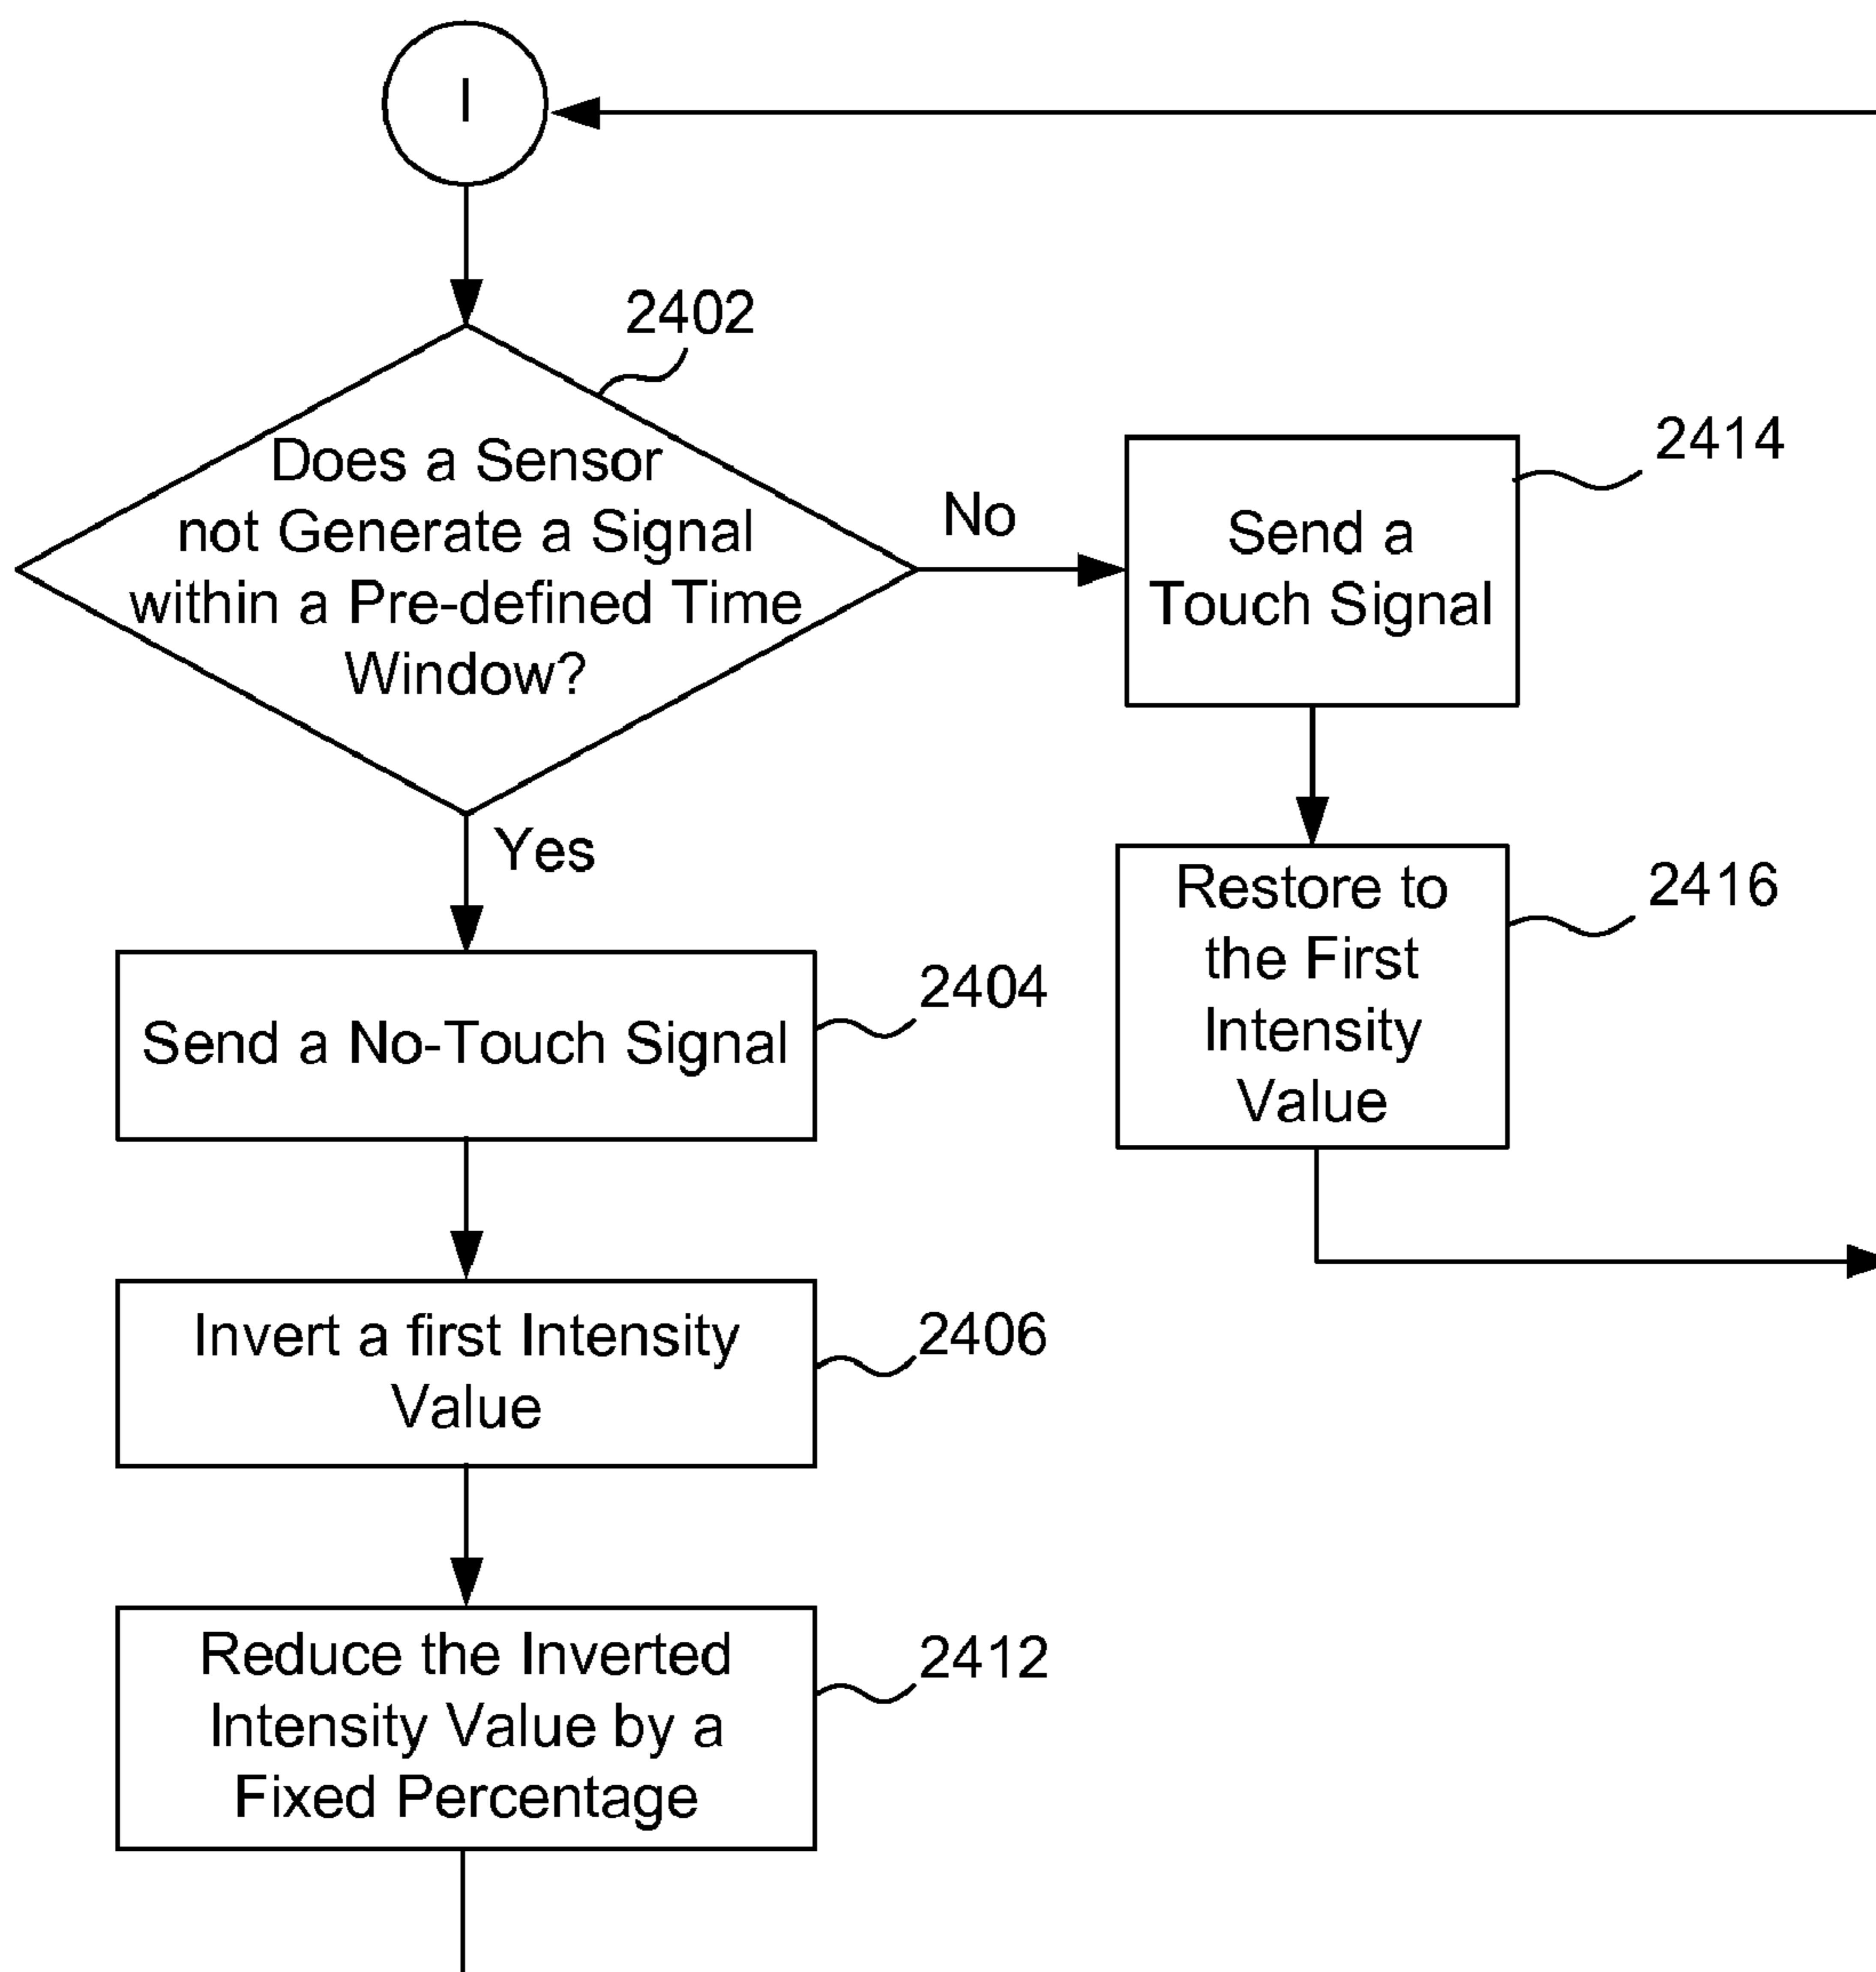 I
2402
Does a Sensor
not Generate a Signal
within a Pre-defined Time
Window?
No
2414
Send a
Touch Signal
Yes
2416
Restore to
the First
Intensity
Value
2404
Send a No-Touch Signal
2406
Invert a first Intensity
Value
2412
Reduce the Inverted
Intensity Value by a
Fixed Percentage